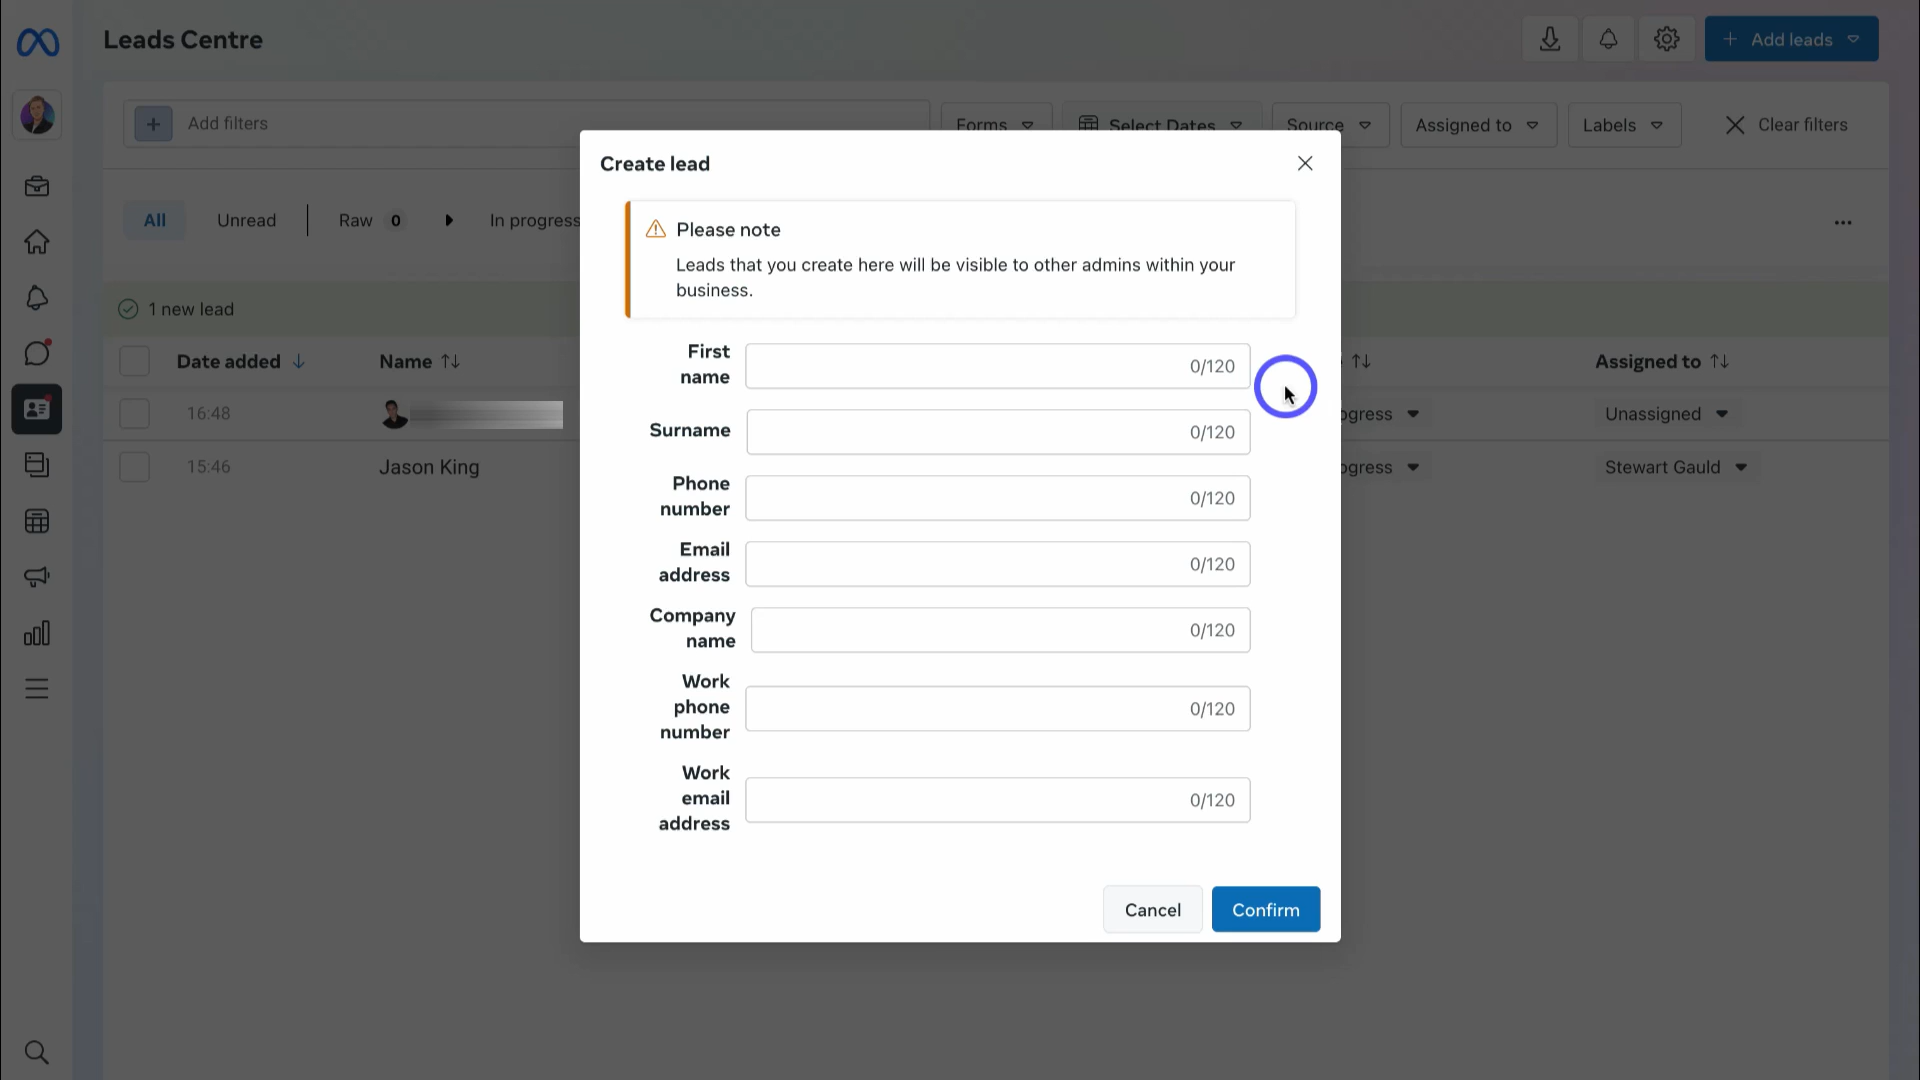 Leads Centre
Add leads
Add filters
Forms
Select Dates
Source
Assigned to
Labels
Clear filters
Create lead
Please note
Leads that you create here will be visible to other admins within your
business.
All
Unread
Raw 0
In progress
1 new lead
Date added
Name
Assigned to
16:48
ogress
Unassigned
15:46
Jason King
ogress
Stewart Gauld
First
name
0/120
Surname
0/120
Phone
number
0/120
Email
address
0/120
Company
name
0/120
Work
phone
number
0/120
Work
email
address
0/120
Cancel
Confirm